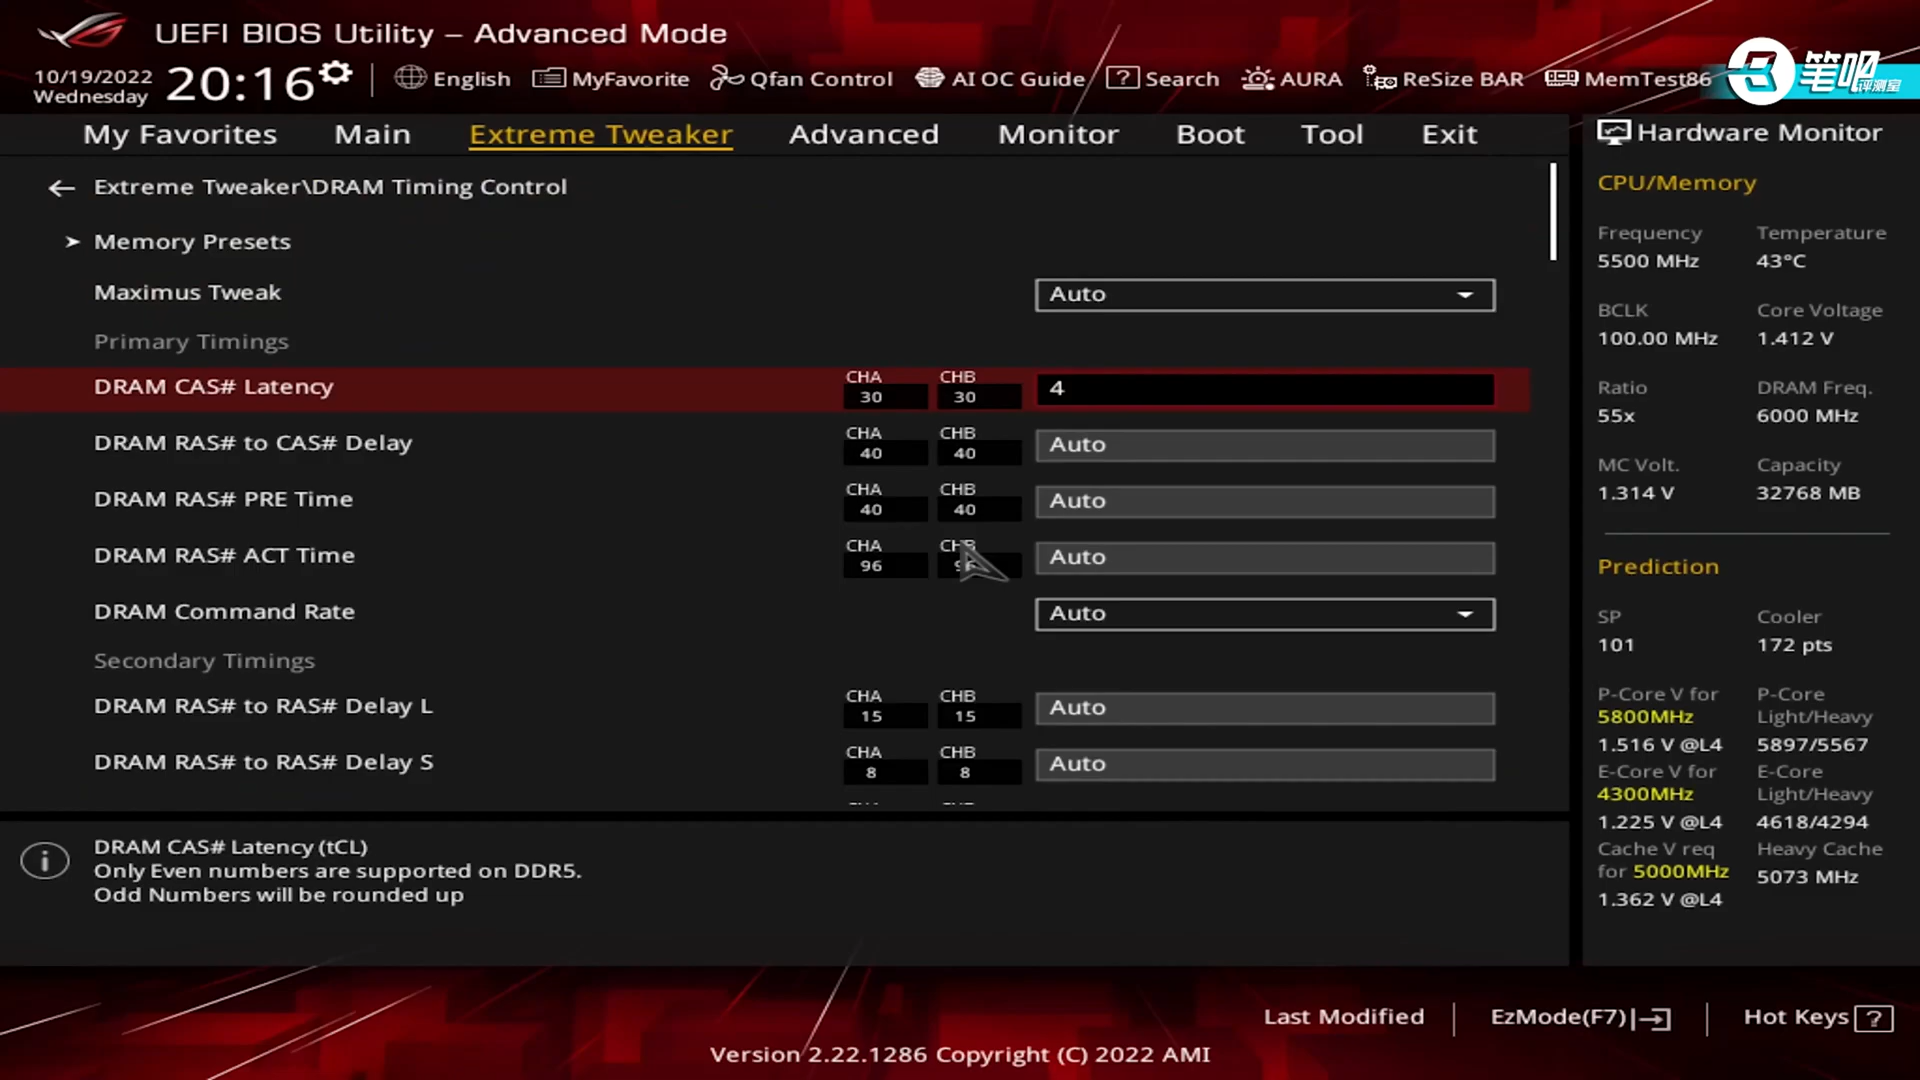 UEFI BIOS Utility – Advanced Mode
10/19/2022
Wednesday
20:16
English
MyFavorite
Qfan Control
AI OC Guide
? Search
AURA
ReSize BAR
MemTest86
笔吧
评测室
My Favorites
Main
Extreme Tweaker
Advanced
Monitor
Boot
Tool
Exit
Hardware Monitor
Extreme Tweaker\DRAM Timing Control
Memory Presets
Maximus Tweak
Auto
Primary Timings
DRAM CAS# Latency
CHA CHB
30 30
4
DRAM RAS# to CAS# Delay
CHA CHB
40 40
Auto
DRAM RAS# PRE Time
CHA CHB
40 40
Auto
DRAM RAS# ACT Time
CHA CHB
96
Auto
DRAM Command Rate
Auto
Secondary Timings
DRAM RAS# to RAS# Delay L
CHA CHB
15 15
Auto
DRAM RAS# to RAS# Delay S
CHA CHB
8 8
Auto
DRAM CAS# Latency (tCL)
Only Even numbers are supported on DDR5.
Odd Numbers will be rounded up
CPU/Memory
Frequency Temperature
5500 MHz 43°C
BCLK Core Voltage
100.00 MHz 1.412 V
Ratio DRAM Freq.
55x 6000 MHz
MC Volt. Capacity
1.314 V 32768 MB
Prediction
SP Cooler
101 172 pts
P-Core V for P-Core
5800MHz Light/Heavy
1.516 V @L4 5897/5567
E-Core V for E-Core
4300MHz Light/Heavy
1.225 V @L4 4618/4294
Cache V req Heavy Cache
for 5000MHz 5073 MHz
1.362 V @L4
Last Modified
EzMode(F7)
Hot Keys ?
Version 2.22.1286 Copyright (C) 2022 AMI